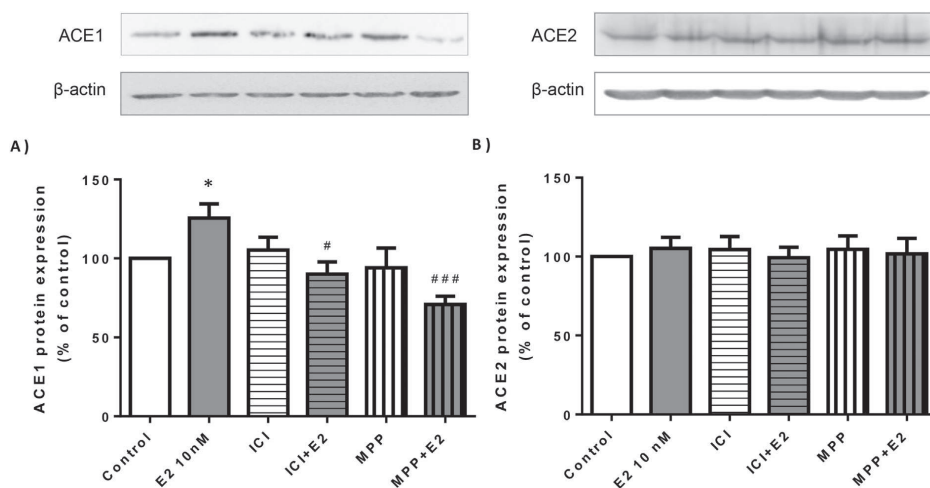 ACE1
β-actin
ACE2
β-actin
A)
ACE1 protein expression
(% of control)
150
100
50
0
*
#
###
Control
E2 10nM
ICI
ICI+E2
MPP
MPP+E2
B)
ACE2 protein expression
(% of control)
150
100
50
0
Control
E2 10 nM
ICI
ICI+E2
MPP
MPP+E2